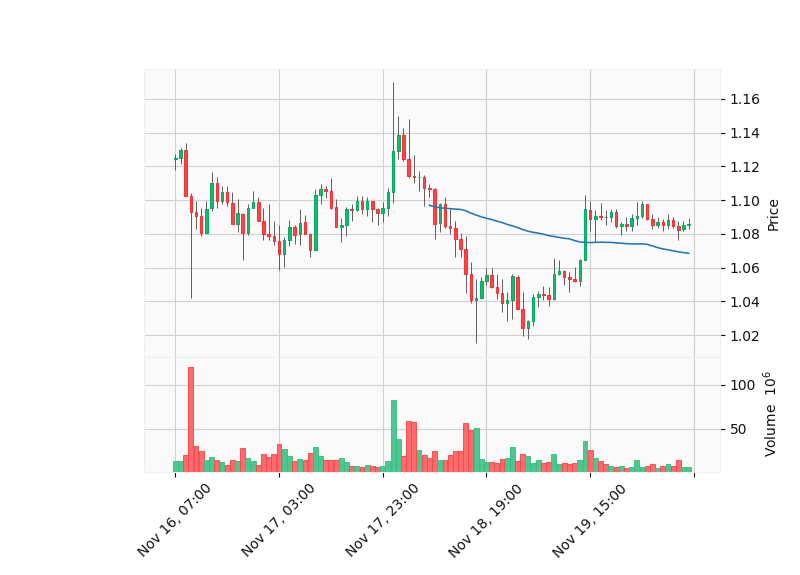 1.16
1.14
1.12
1.10
1.08
1.06
1.04
1.02
Price
100
50
Volume 10^6
Nov 16, 07:00
Nov 17, 03:00
Nov 17, 23:00
Nov 18, 19:00
Nov 19, 15:00